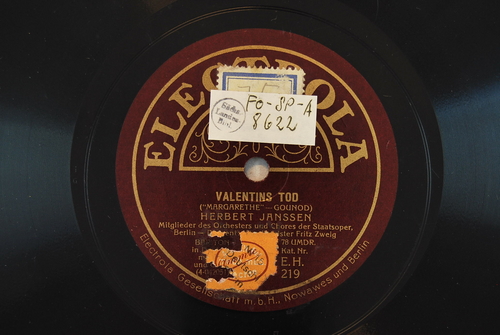 ELECTROLA
FO-SP-A
8622
VALENTINS TOD
("MARGARETHE" — GOUNOD)
HERBERT JANSSEN
Mitglieder des Orchesters und Chores der Staatsoper,
Berlin Fritz Zweig
78 UMDR.
Kat. Nr.
E.H.
219
Electrola Gesellschaft m.b.H., Nowawes und Berlin